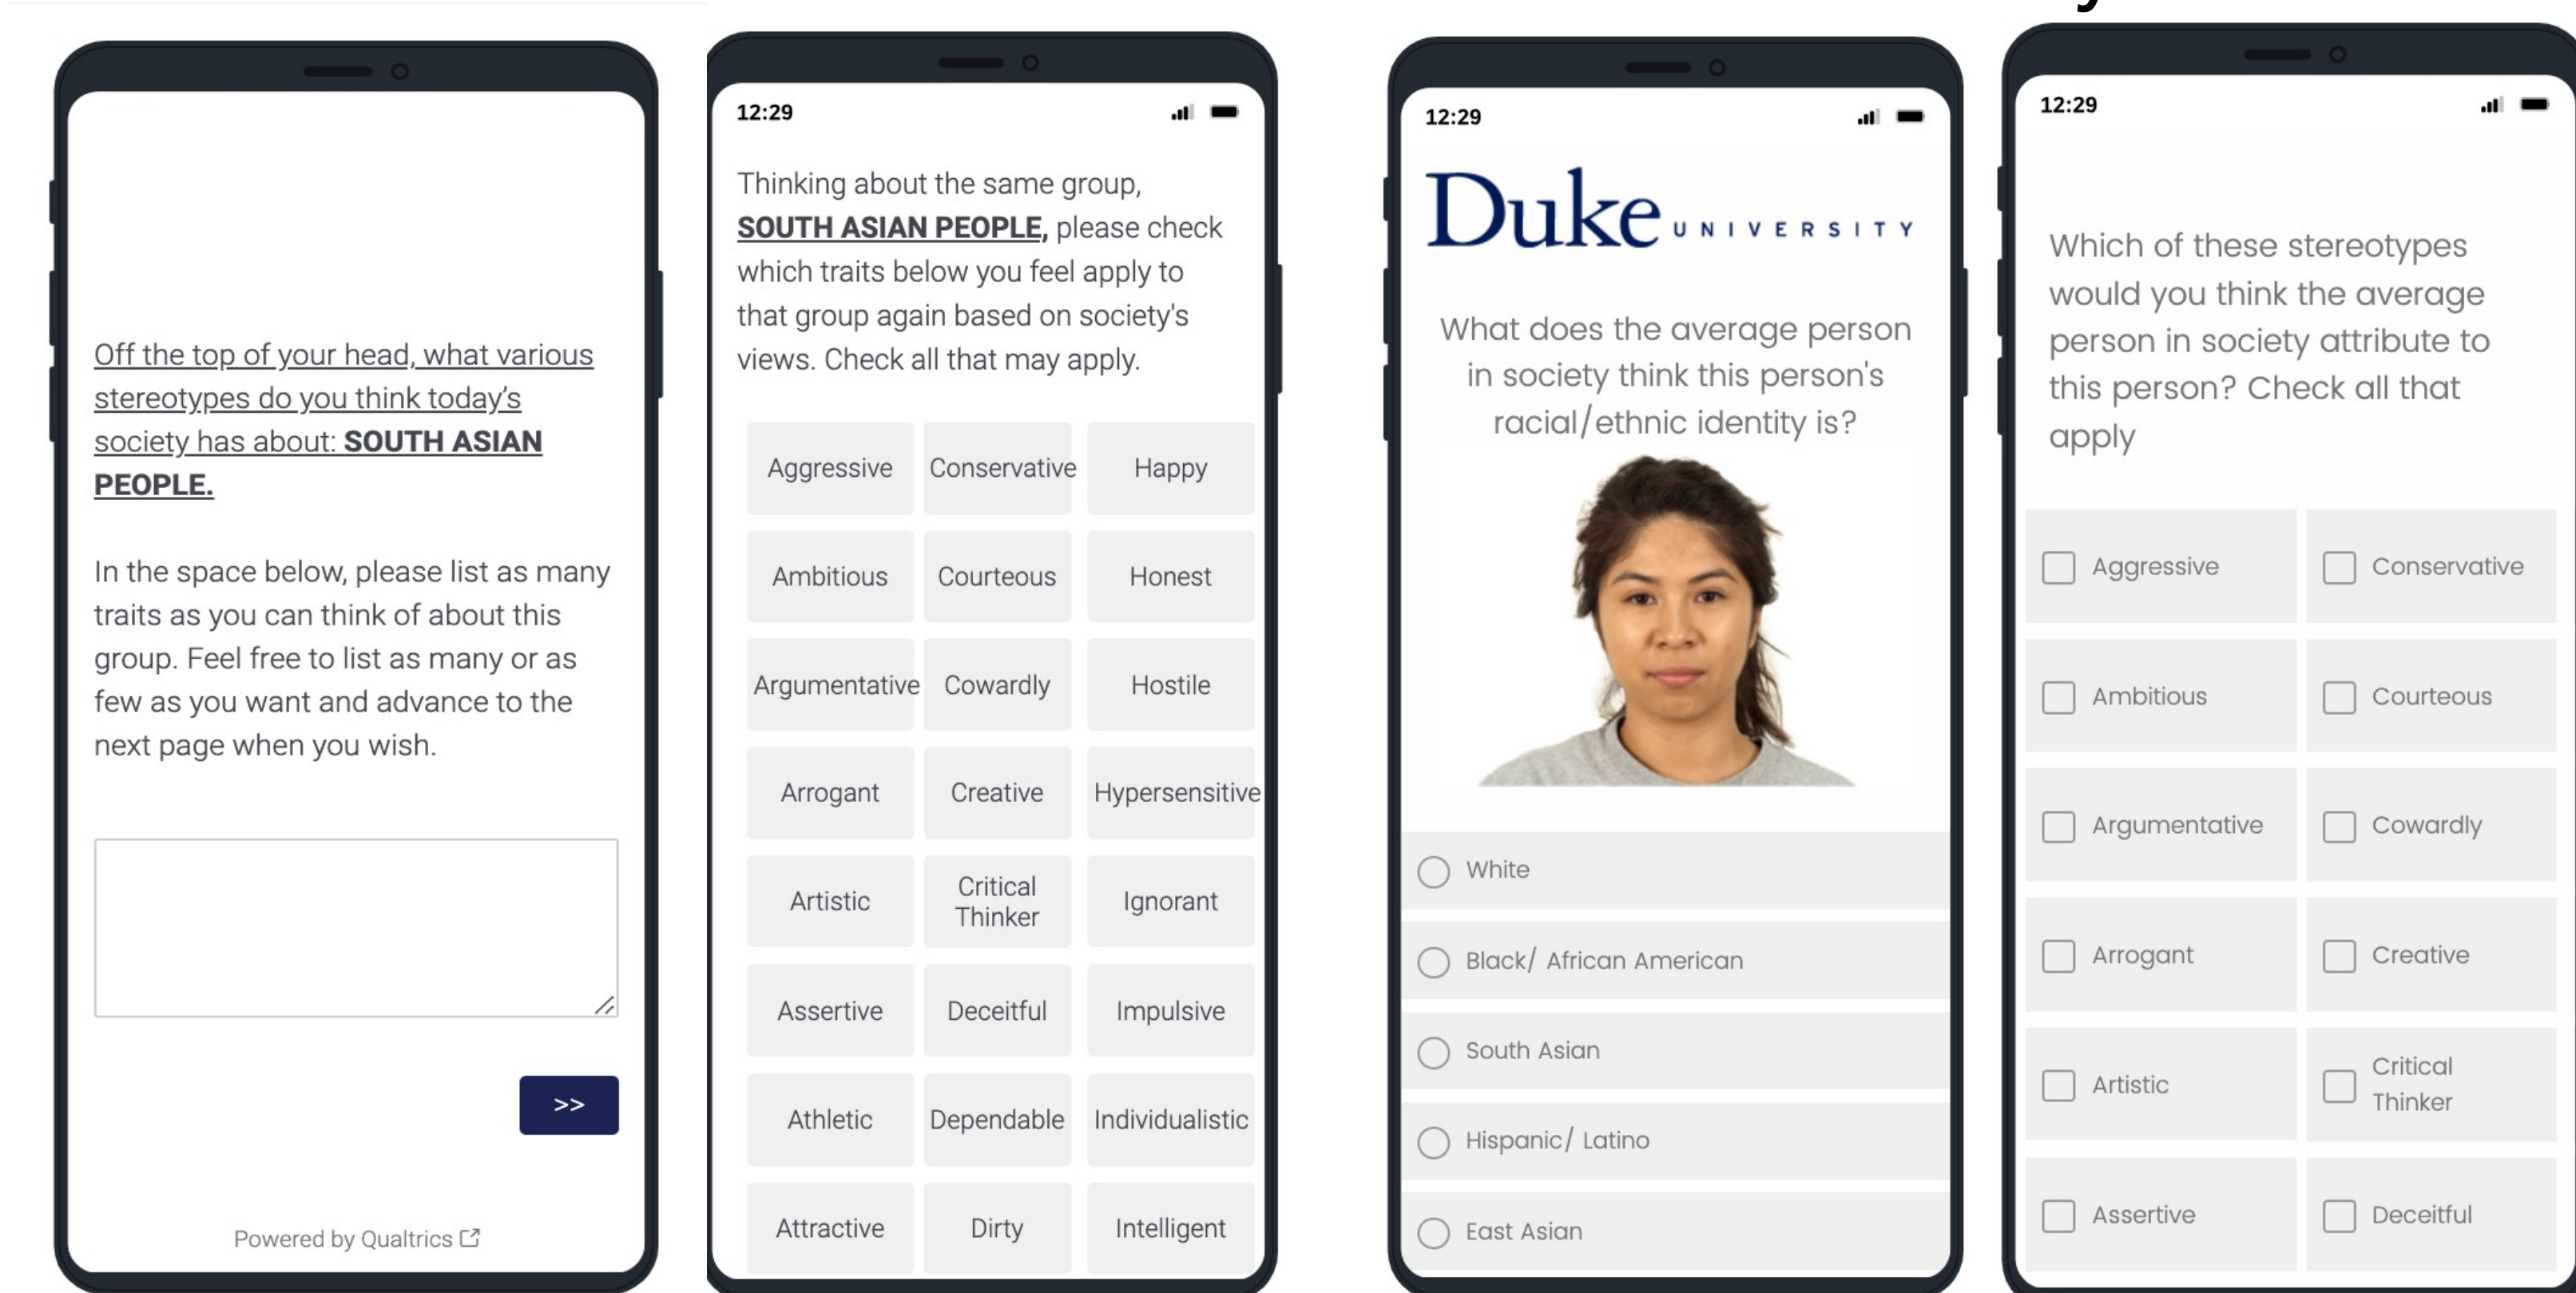 y
Off the top of your head, what various
stereotypes do you think today’s
society has about: SOUTH ASIAN
PEOPLE.
In the space below, please list as many
traits as you can think of about this
group. Feel free to list as many or as
few as you want and advance to the
next page when you wish.
>>
Powered by Qualtrics
12:29
Thinking about the same group,
SOUTH ASIAN PEOPLE, please check
which traits below you feel apply to
that group again based on society's
views. Check all that may apply.
Aggressive Conservative Happy
Ambitious Courteous Honest
Argumentative Cowardly Hostile
Arrogant Creative Hypersensitive
Artistic Critical Thinker Ignorant
Assertive Deceitful Impulsive
Athletic Dependable Individualistic
Attractive Dirty Intelligent
12:29
Duke UNIVERSITY
What does the average person
in society think this person's
racial/ethnic identity is?
White
Black/ African American
South Asian
Hispanic/ Latino
East Asian
12:29
Which of these stereotypes
would you think the average
person in society attribute to
this person? Check all that
apply
Aggressive Conservative
Ambitious Courteous
Argumentative Cowardly
Arrogant Creative
Artistic Critical Thinker
Assertive Deceitful